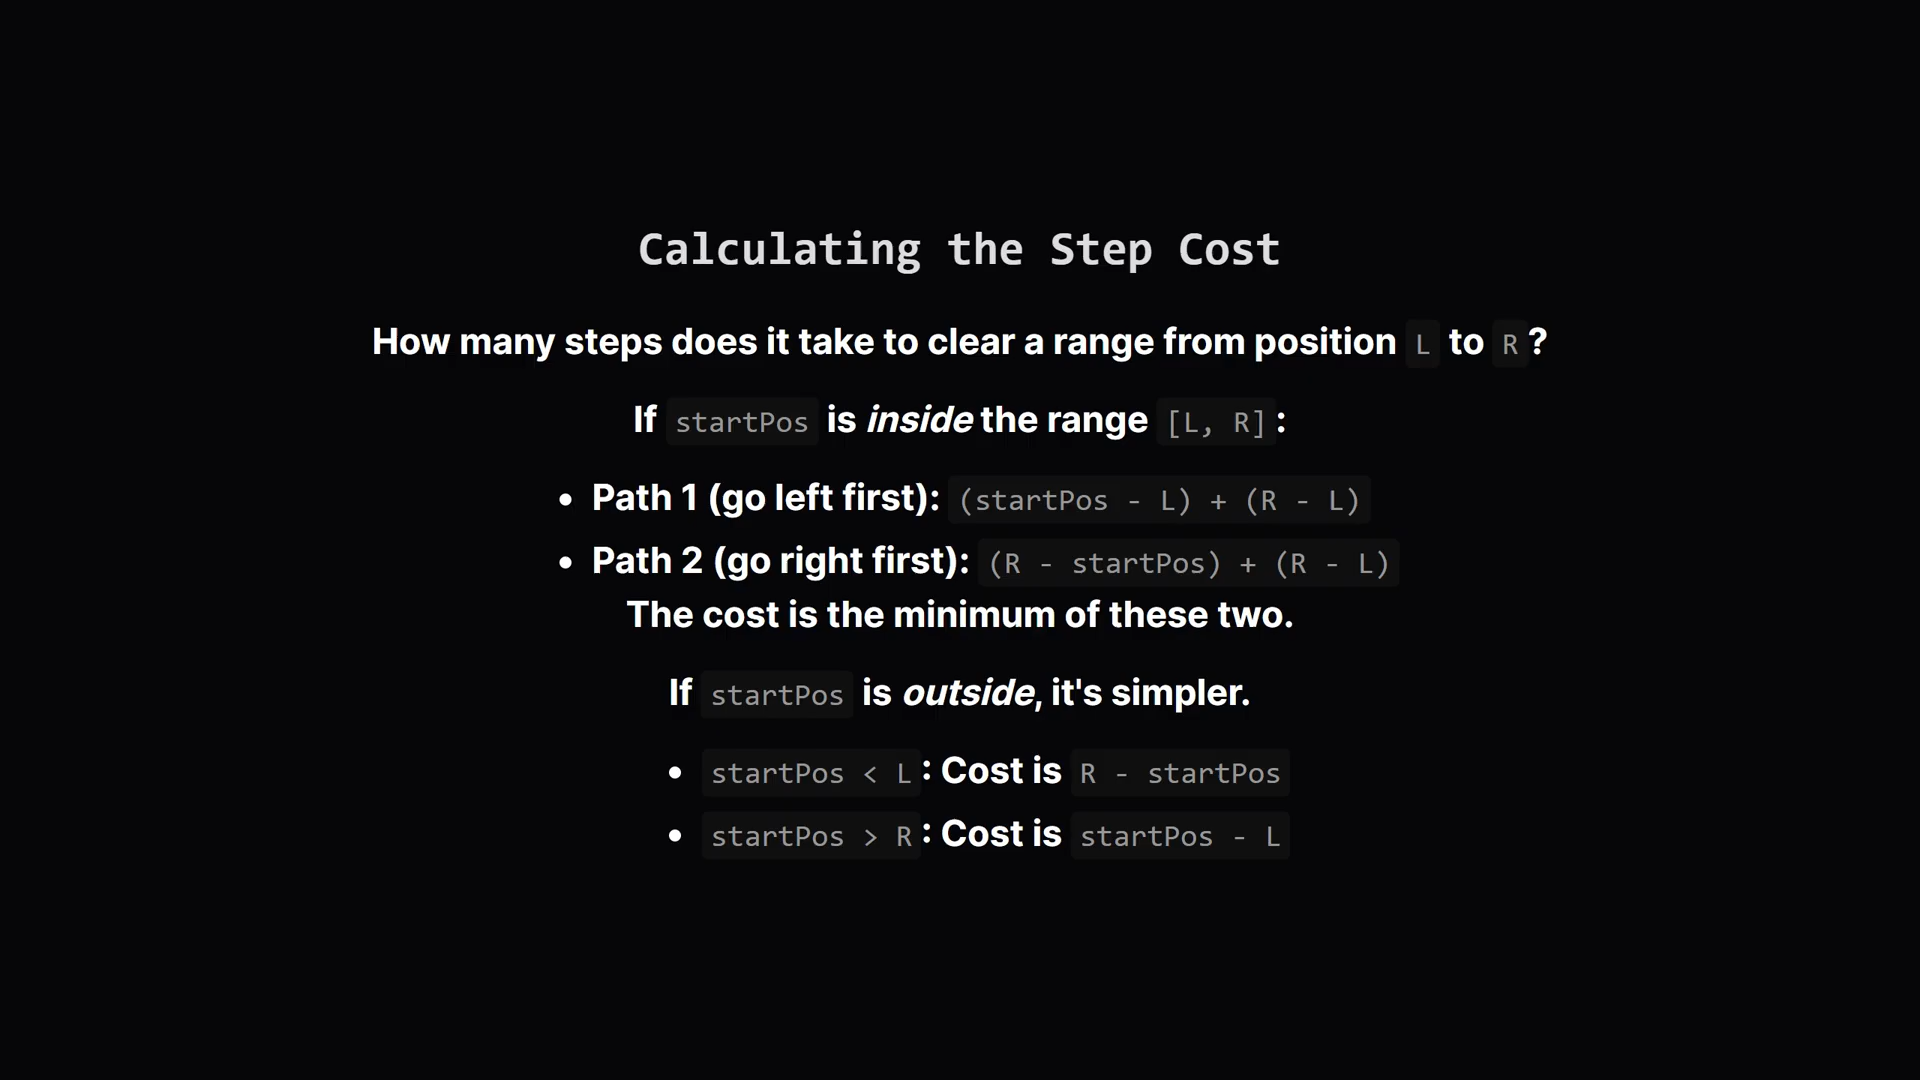 Calculating the Step Cost
How many steps does it take to clear a range from position L to R?
If startPos is inside the range [L, R]:
• Path 1 (go left first): (startPos - L) + (R - L)
• Path 2 (go right first): (R - startPos) + (R - L)
The cost is the minimum of these two.
If startPos is outside, it's simpler.
• startPos < L: Cost is R - startPos
• startPos > R: Cost is startPos - L